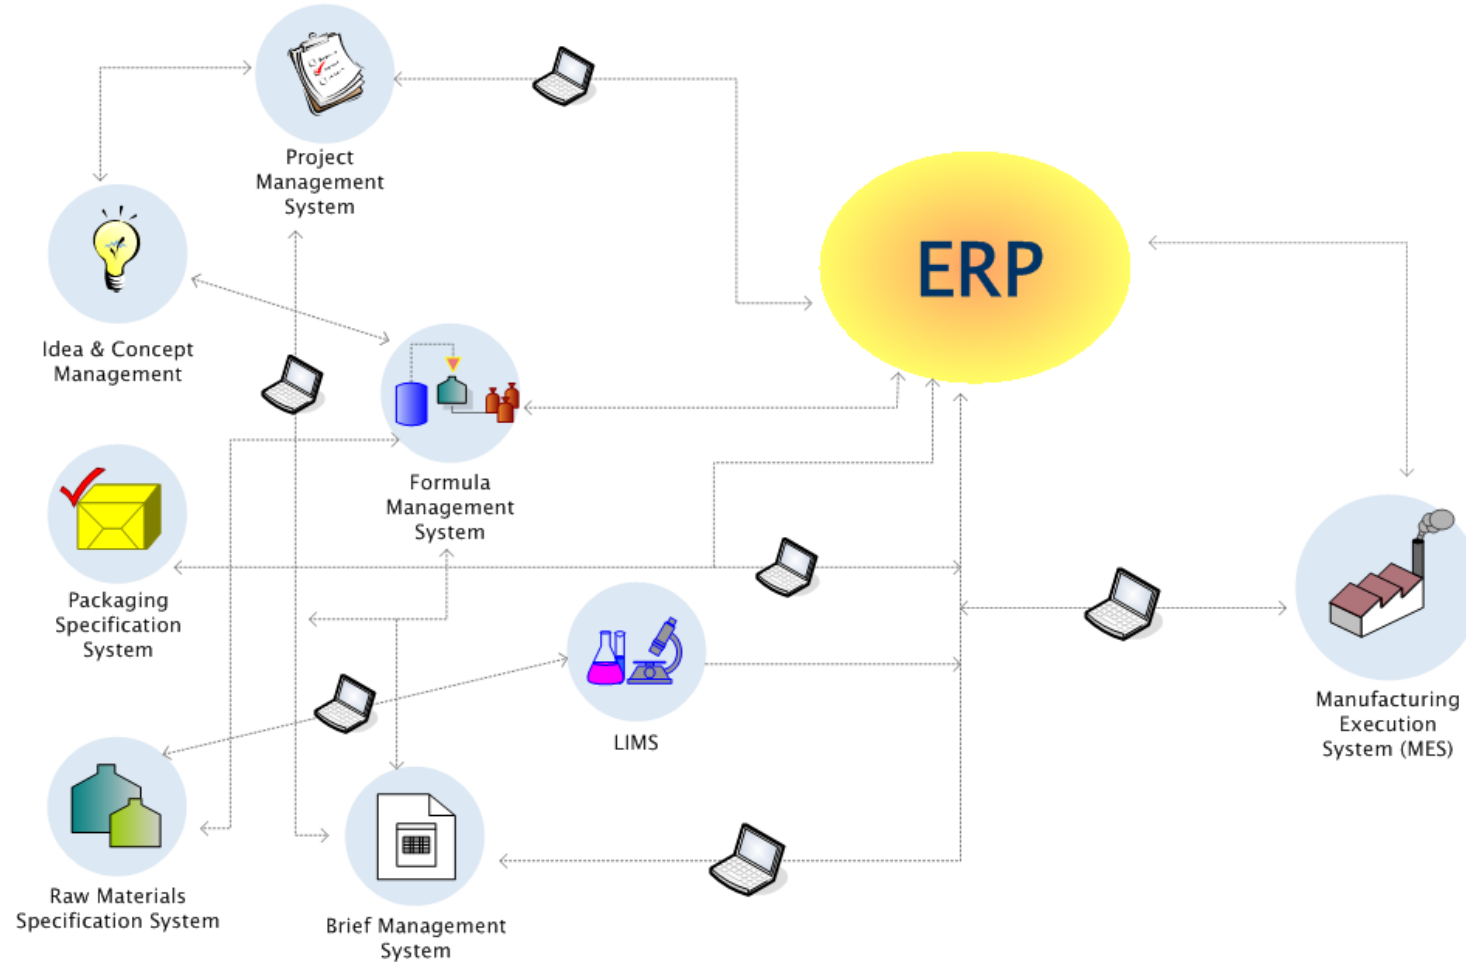 Project
Management
System
ERP
Idea & Concept
Management
Formula
Management
System
Packaging
Specification
System
LIMS
Manufacturing
Execution
System (MES)
Raw Materials
Specification System
Brief Management
System